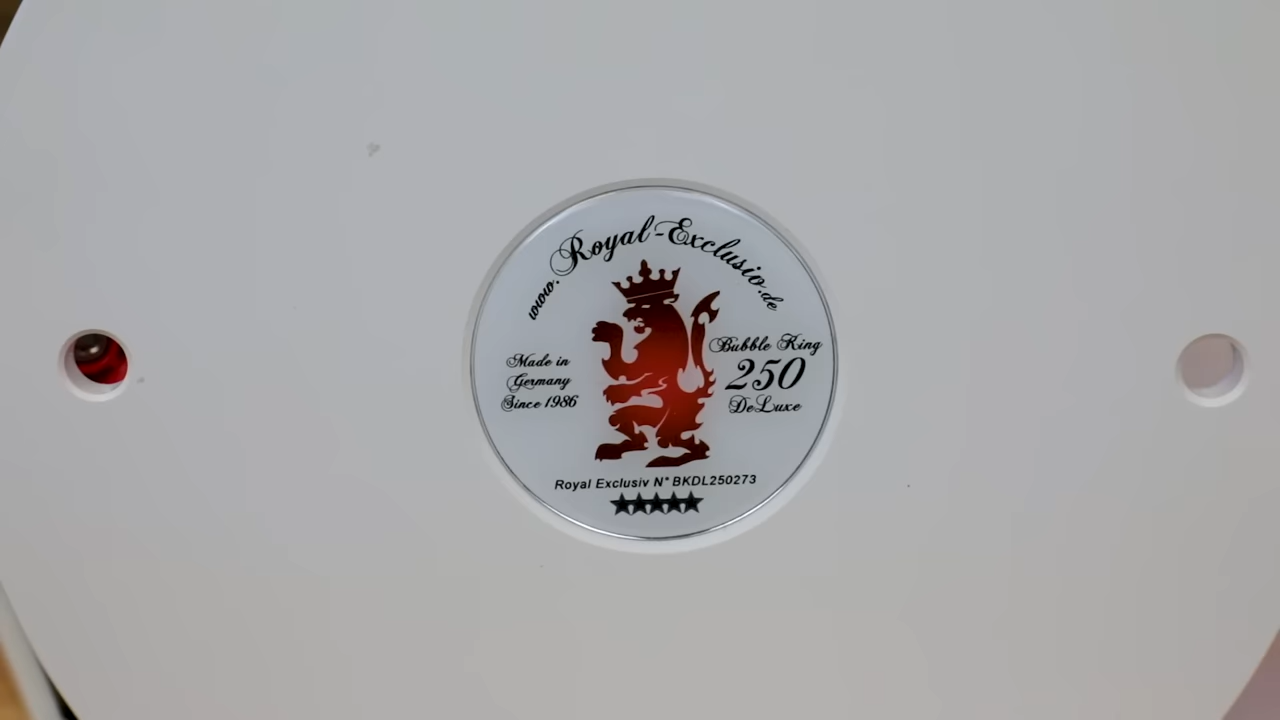 www.Royal-Exclusiv.de
Made in
Germany
Since 1986
Bubble King
250
DeLuxe
Royal Exclusiv N° BKDL250273